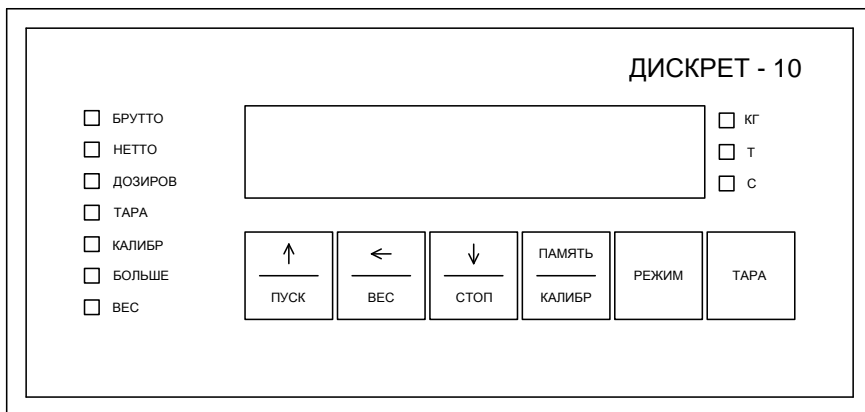 ДИСКРЕТ - 10
БРУТТО
НЕТТО
ДОЗИРОВ
ТАРА
КАЛИБР
БОЛЬШЕ
ВЕС
КГ
Т
С
↑
ПУСК
←
ВЕС
↓
СТОП
ПАМЯТЬ
КАЛИБР
РЕЖИМ
ТАРА